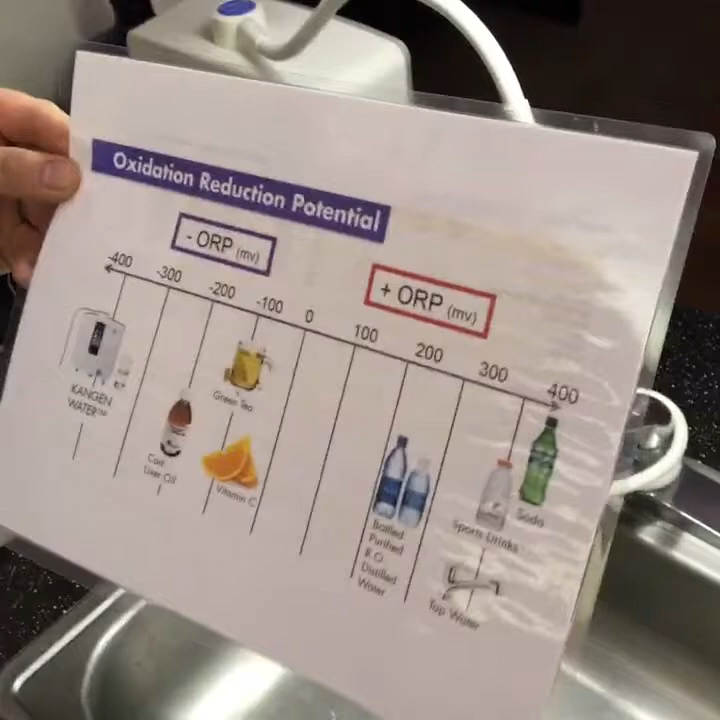 Oxidation Reduction Potential
- ORP (mv)
+ ORP (mv)
-400 -300 -200 -100 0 100 200 300 400
KANGEN
WATER™
Cod
Liver Oil
Green Tea
Vitamin C
Bottled
Purified
R.O.
Distilled
Water
Sports Drinks
Soda
Tap Water